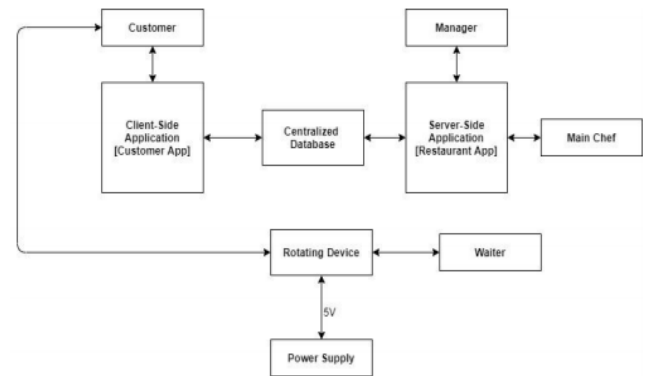 Customer
Manager
Client-Side
Application
[Customer App]
Centralized
Database
Server-Side
Application
[Restaurant App]
Main Chef
Rotating Device
Waiter
5V
Power Supply